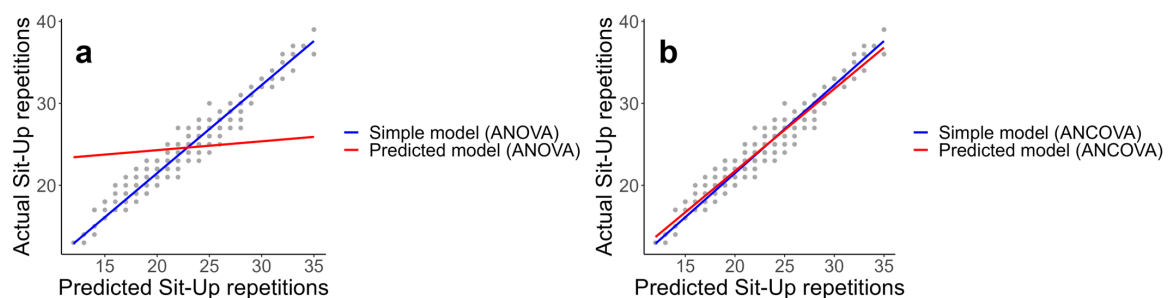 a
40
30
20
Actual Sit-Up repetitions
15 20 25 30 35
Predicted Sit-Up repetitions
Simple model (ANOVA)
Predicted model (ANOVA)
b
40
30
20
Actual Sit-Up repetitions
15 20 25 30 35
Predicted Sit-Up repetitions
Simple model (ANCOVA)
Predicted model (ANCOVA)